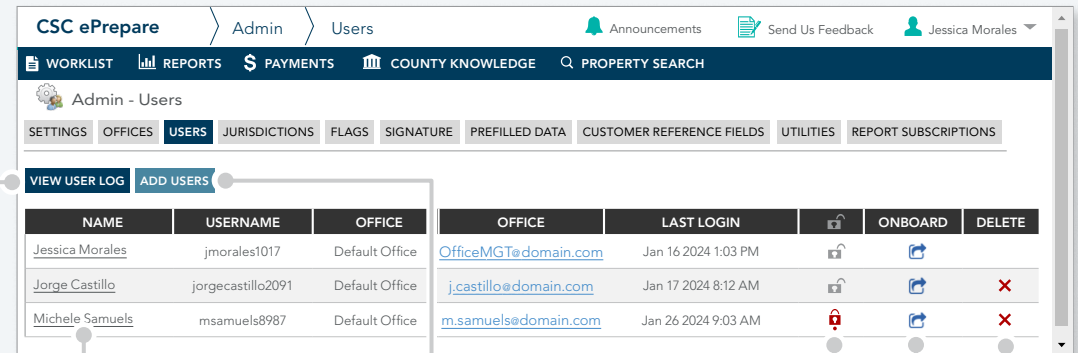 CSC ePrepare Admin Users Announcements Send Us Feedback Jessica Morales
WORKLIST REPORTS PAYMENTS COUNTY KNOWLEDGE PROPERTY SEARCH
Admin - Users
SETTINGS OFFICES USERS JURISDICTIONS FLAGS SIGNATURE PREFILLED DATA CUSTOMER REFERENCE FIELDS UTILITIES REPORT SUBSCRIPTIONS
VIEW USER LOG ADD USERS
NAME USERNAME OFFICE OFFICE LAST LOGIN ONBOARD DELETE
Jessica Morales jmorales1017 Default Office OfficeMGT@domain.com Jan 16 2024 1:03 PM
Jorge Castillo jorgecastillo2091 Default Office j.castillo@domain.com Jan 17 2024 8:12 AM
Michele Samuels msamuels8987 Default Office m.samuels@domain.com Jan 26 2024 9:03 AM